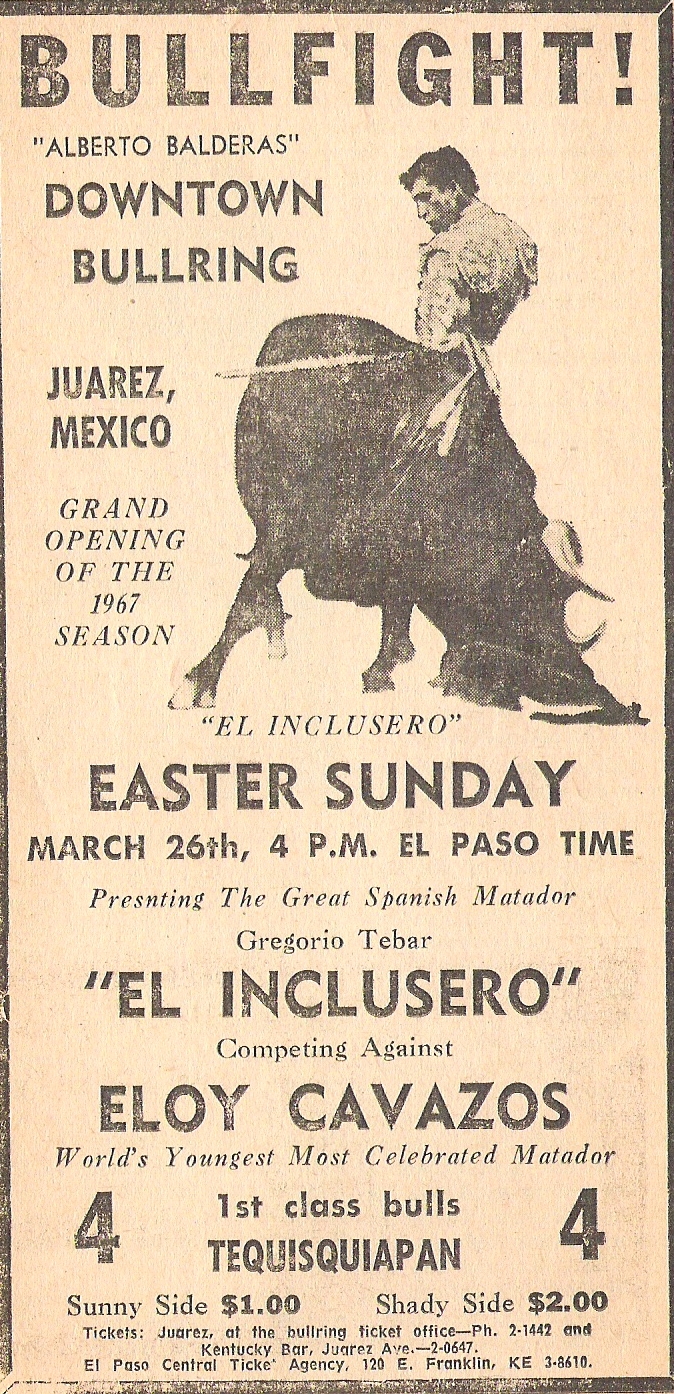 BULLFIGHT!
"ALBERTO BALDERAS"
DOWNTOWN
BULLRING
JUAREZ,
MEXICO
GRAND
OPENING
OF THE
1967
SEASON
"EL INCLUSERO"
EASTER SUNDAY
MARCH 26th, 4 P.M. EL PASO TIME
Presnting The Great Spanish Matador
Gregorio Tebar
"EL INCLUSERO"
Competing Against
ELOY CAVAZOS
World's Youngest Most Celebrated Matador
4 1st class bulls 4
TEQUISQUIAPAN
Sunny Side $1.00 Shady Side $2.00
Tickets: Juarez, at the bullring ticket office—Ph. 2-1442 and
Kentucky Bar, Juarez Ave.—2-0647.
El Paso Central Ticke' Agency, 120 E. Franklin, KE 3-8610.